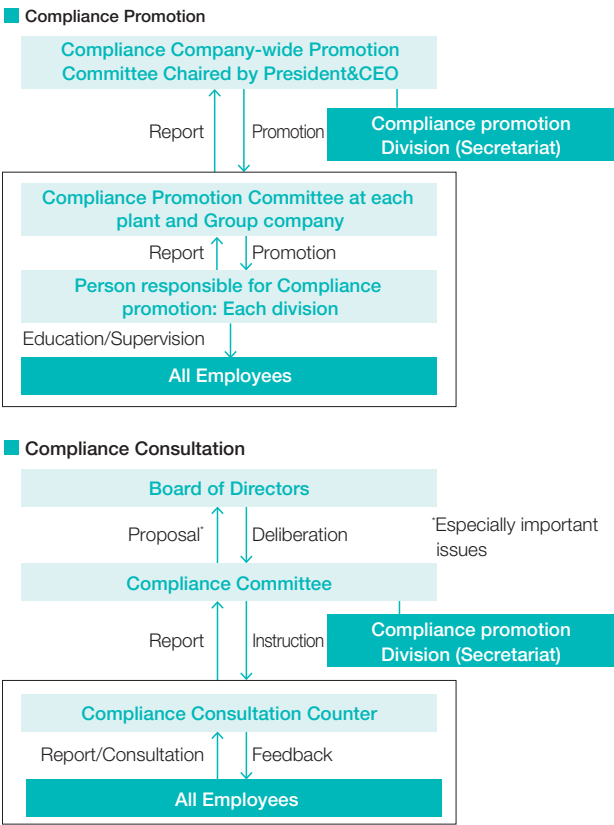 Compliance Promotion
Compliance Company-wide Promotion
Committee Chaired by President&CEO
Report
Promotion
Compliance promotion
Division (Secretariat)
Compliance Promotion Committee at each
plant and Group company
Report
Promotion
Person responsible for Compliance
promotion: Each division
Education/Supervision
All Employees
Compliance Consultation
Board of Directors
Proposal*
Deliberation
*Especially important
issues
Compliance Committee
Report
Instruction
Compliance promotion
Division (Secretariat)
Compliance Consultation Counter
Report/Consultation
Feedback
All Employees